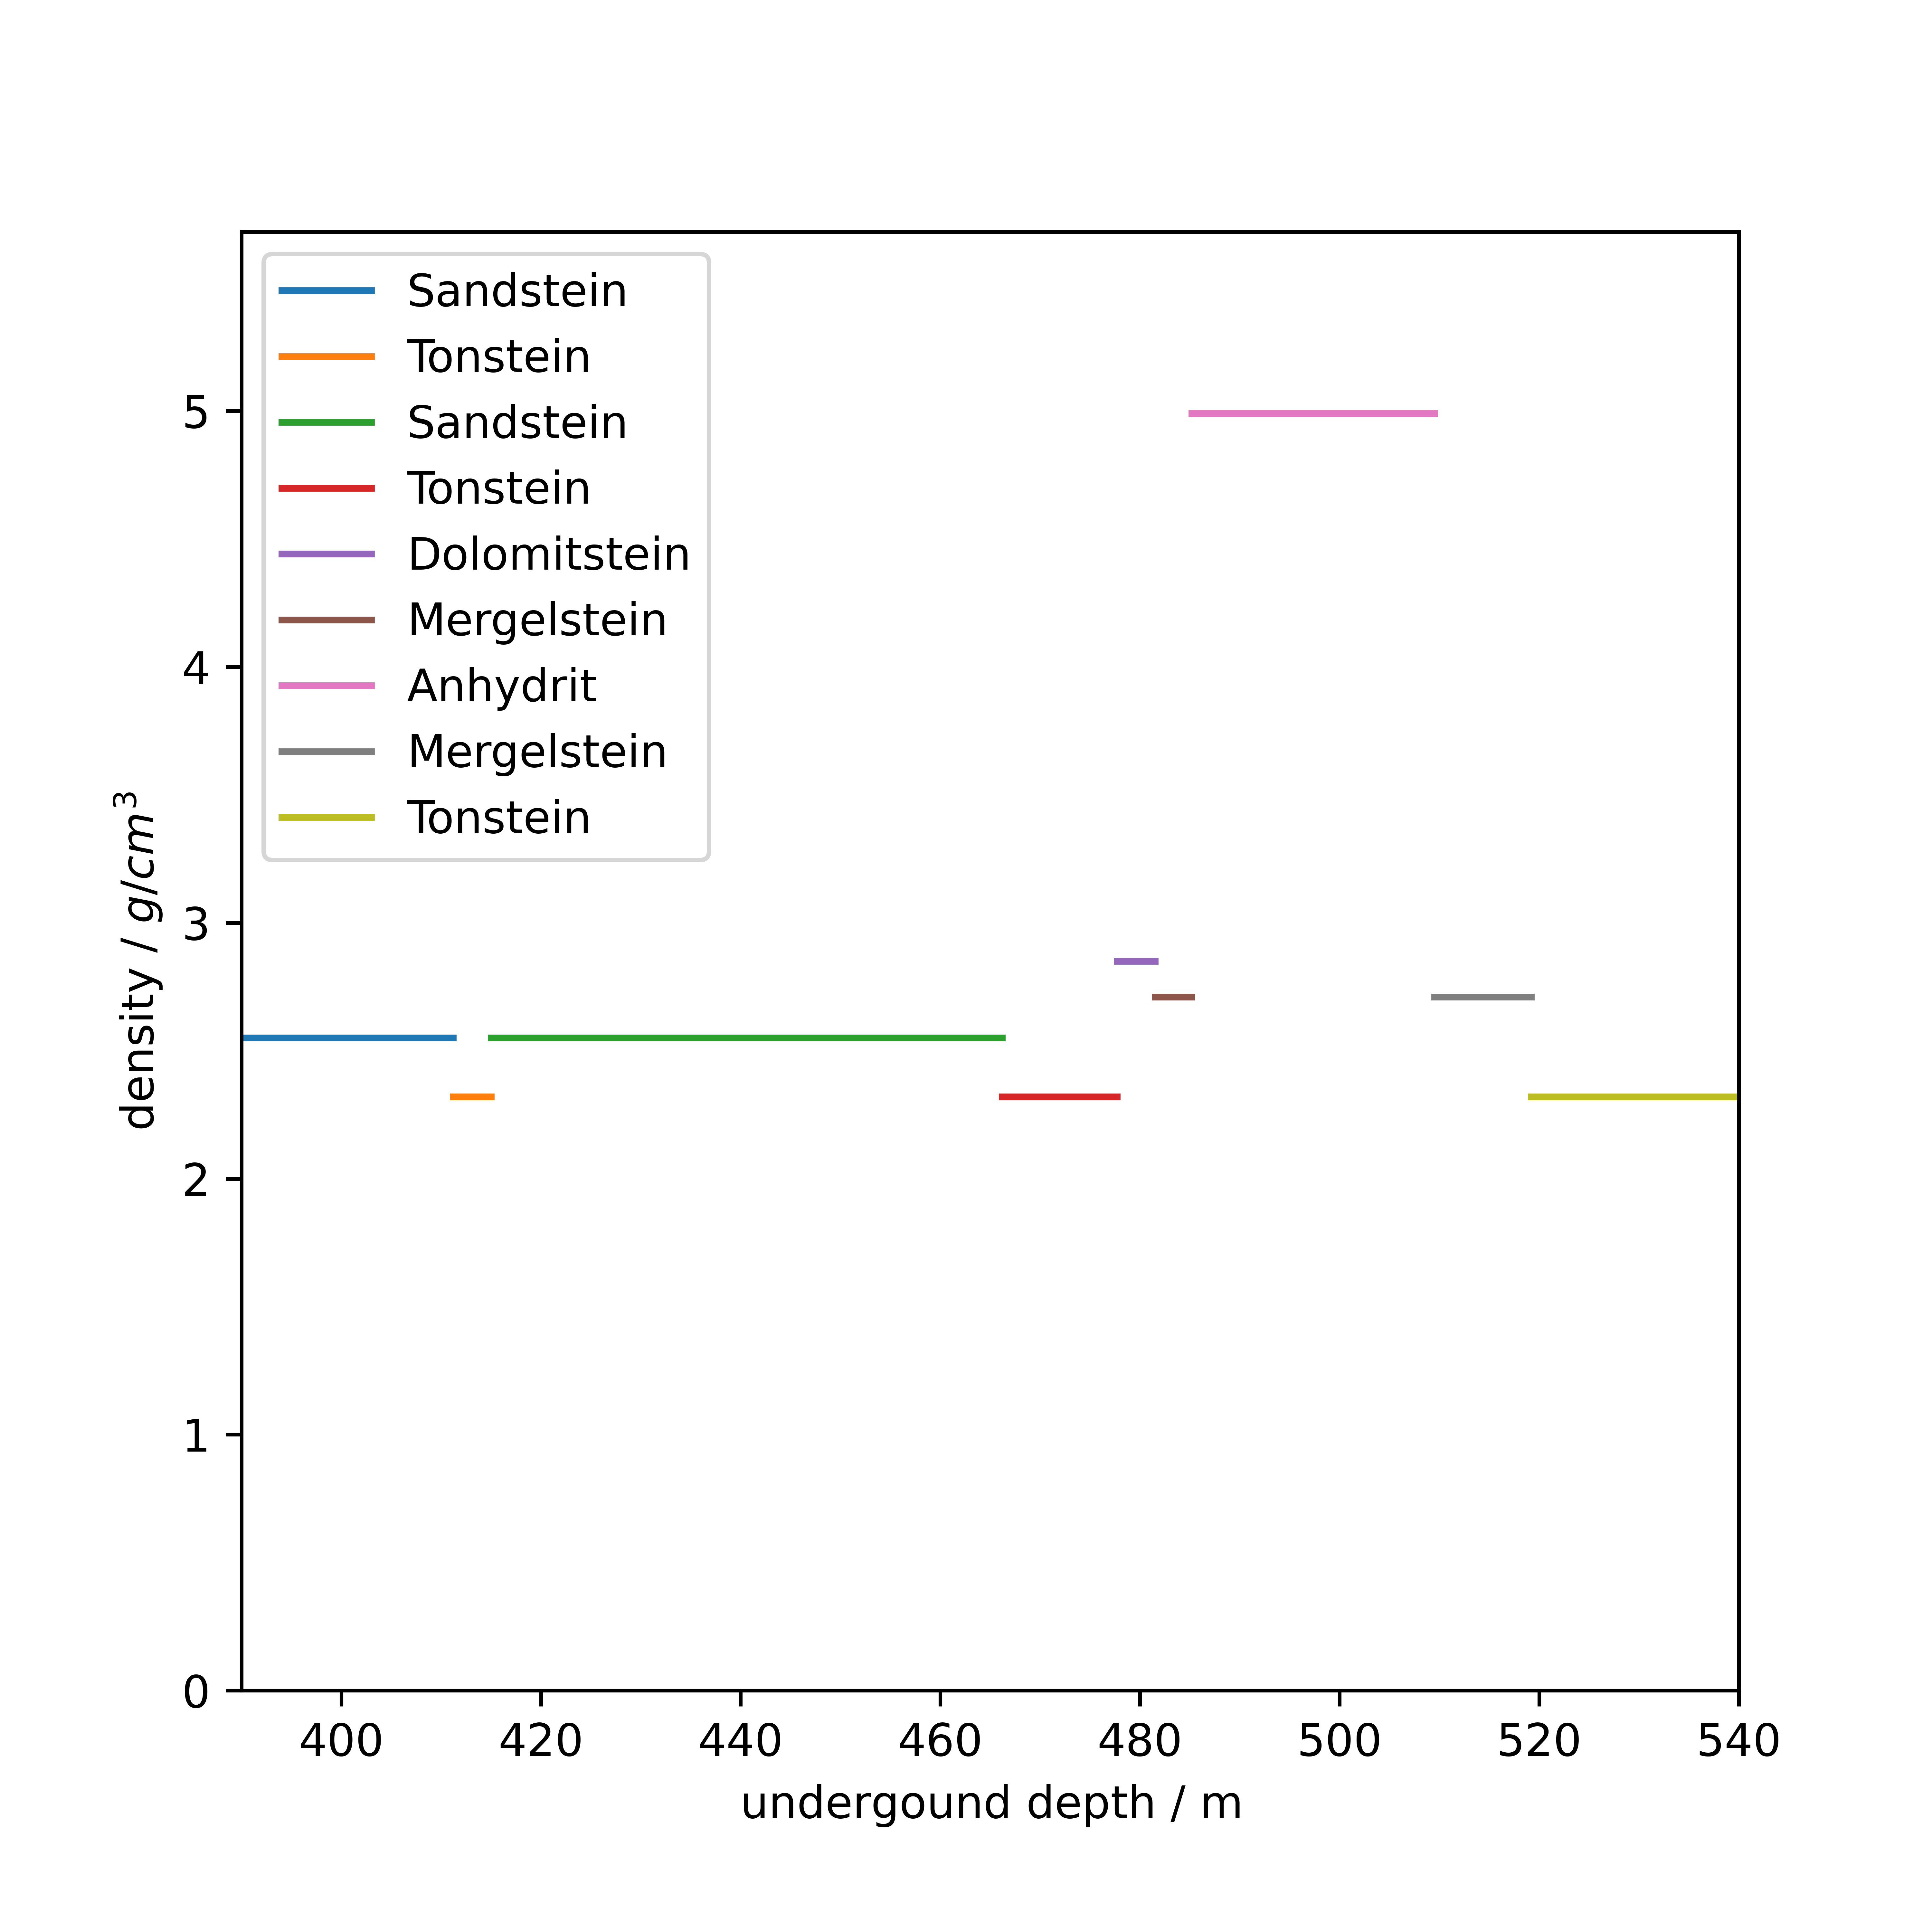 Sandstein
Tonstein
Sandstein
Tonstein
Dolomitstein
Mergelstein
Anhydrit
Mergelstein
Tonstein
5
4
3
2
1
0
density / g/cm³
400 420 440 460 480 500 520 540
undergound depth / m